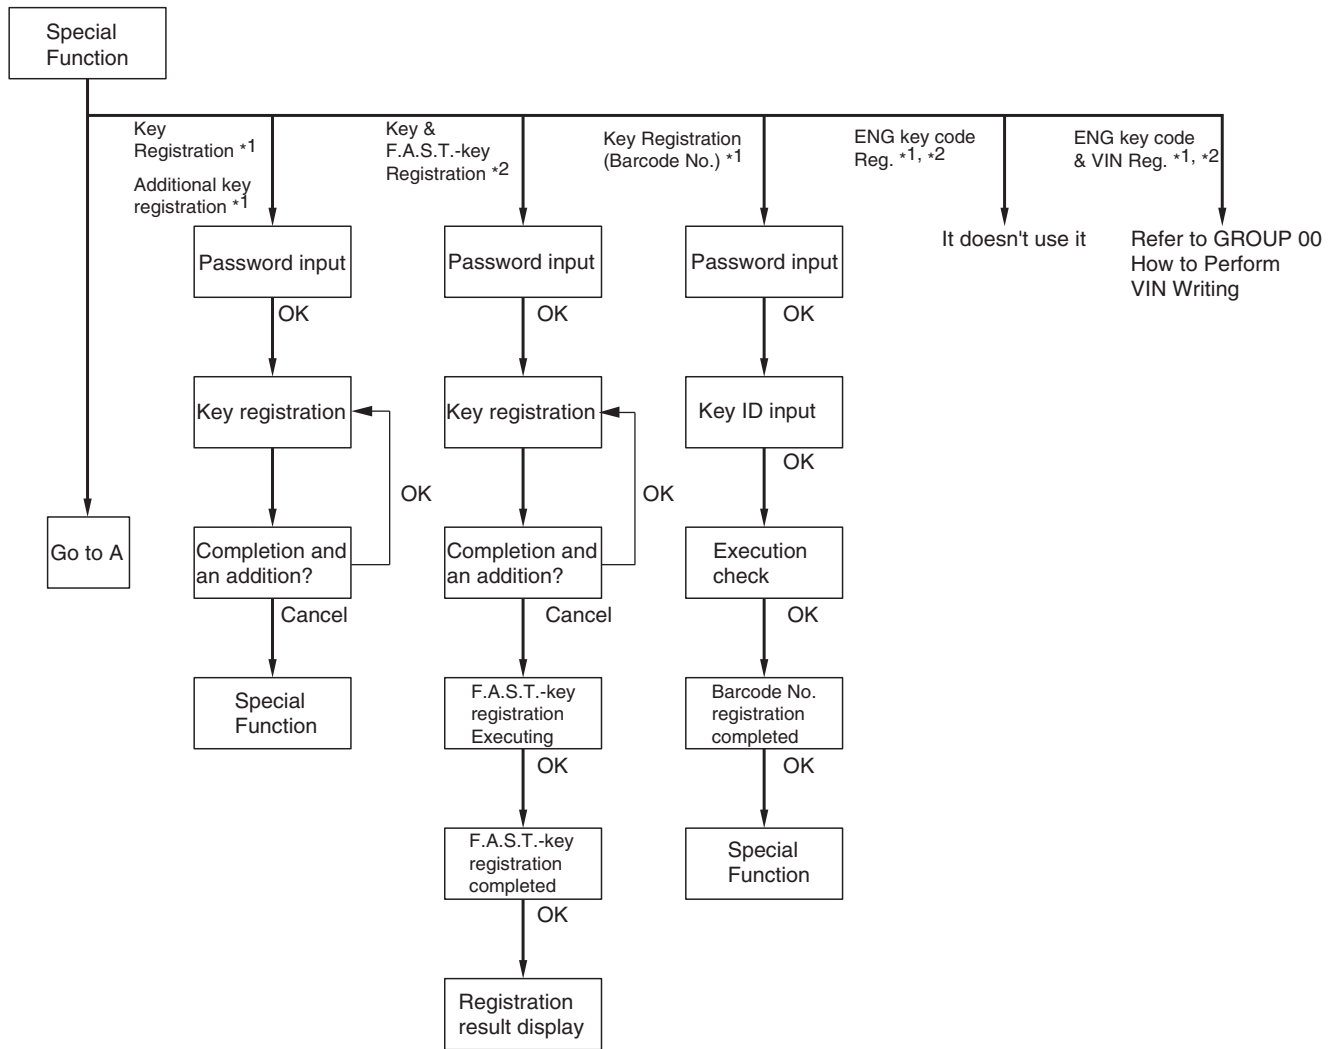 Special
Function
Key
Registration *1
Additional key
registration *1
Key &
F.A.S.T.-key
Registration *2
Key Registration
(Barcode No.) *1
ENG key code
Reg. *1, *2
ENG key code
& VIN Reg. *1, *2
Password input
Password input
Password input
It doesn't use it
Refer to GROUP 00
How to Perform
VIN Writing
OK
OK
OK
Key registration
Key registration
Key ID input
OK
OK
OK
Go to A
Completion and
an addition?
Completion and
an addition?
Execution
check
Cancel
Cancel
OK
Special
Function
F.A.S.T.-key
registration
Executing
Barcode No.
registration
completed
OK
OK
F.A.S.T.-key
registration
completed
Special
Function
OK
Registration
result display